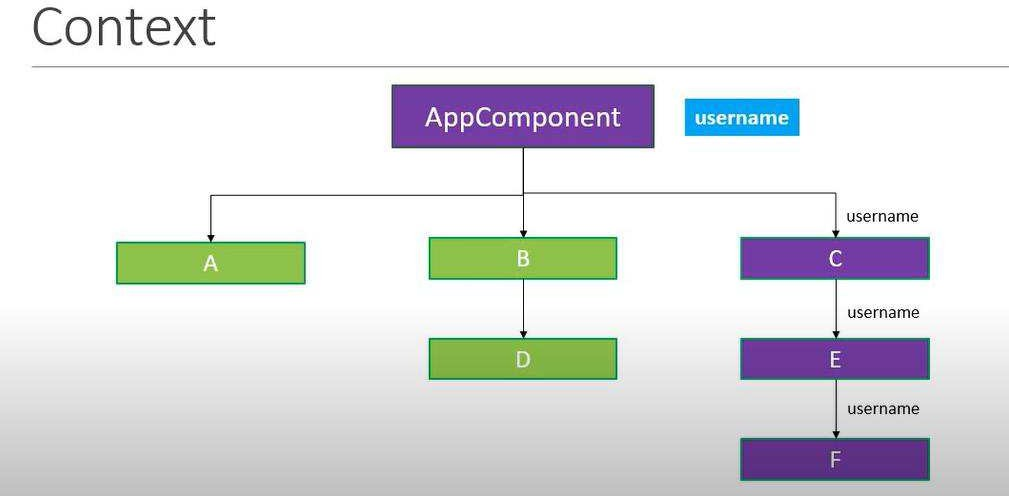 Context
AppComponent
username
username
A
B
C
username
D
E
username
F